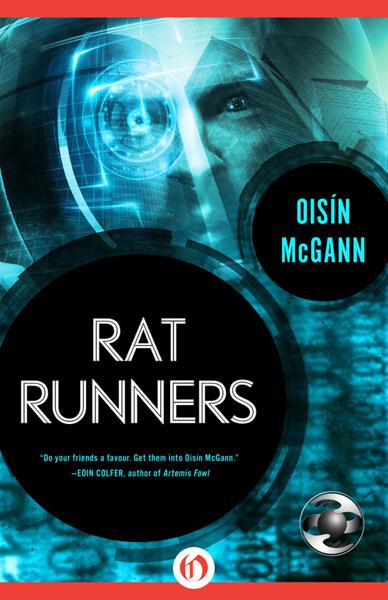 OISÍN
McGANN
RAT
RUNNERS
“Do your friends a favour. Get them into Oisín McGann.”
—EOIN COLFER, author of Artemis Fowl